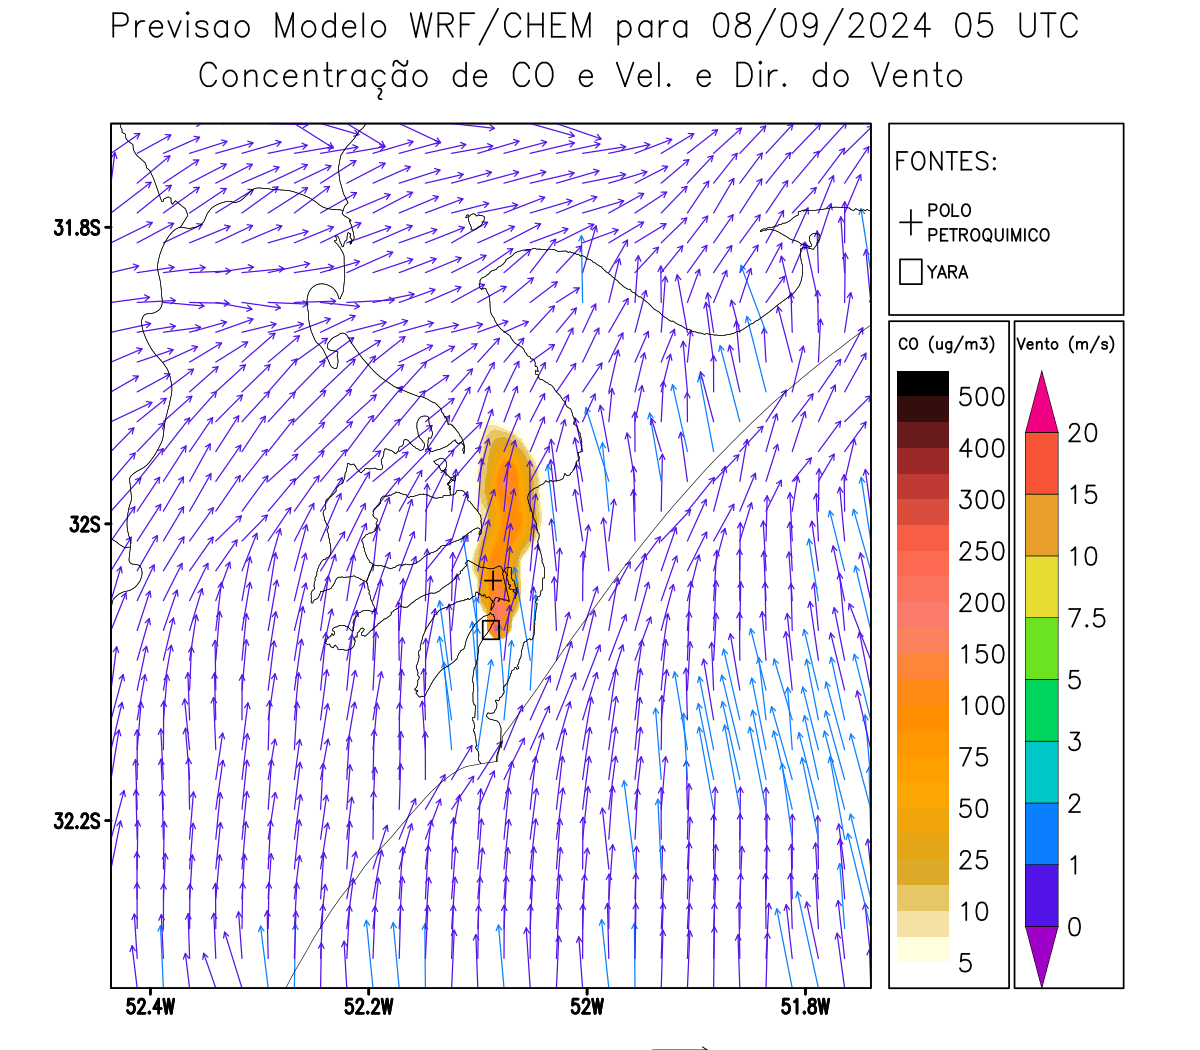 Previsao Modelo WRF/CHEM para 08/09/2024 05 UTC
Concentração de CO e Vel. e Dir. do Vento
FONTES:
POLO
PETROQUIMICO
YARA
CO (ug/m3)
500
400
300
250
200
150
100
75
50
25
10
5
Vento (m/s)
20
15
10
7.5
5
3
2
1
0
31.8S
32S
32.2S
52.4W
52.2W
52W
51.8W